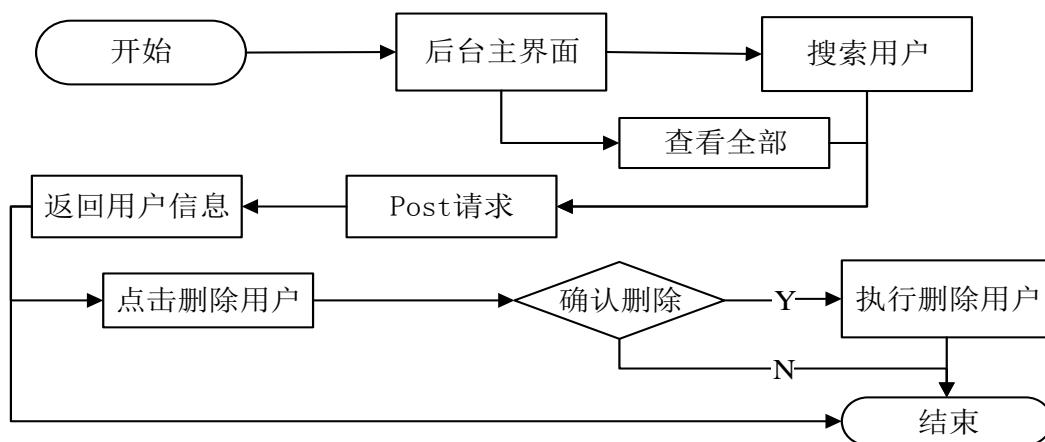 开始
后台主界面
搜索用户
查看全部
返回用户信息
Post请求
点击删除用户
确认删除
Y
执行删除用户
N
结束